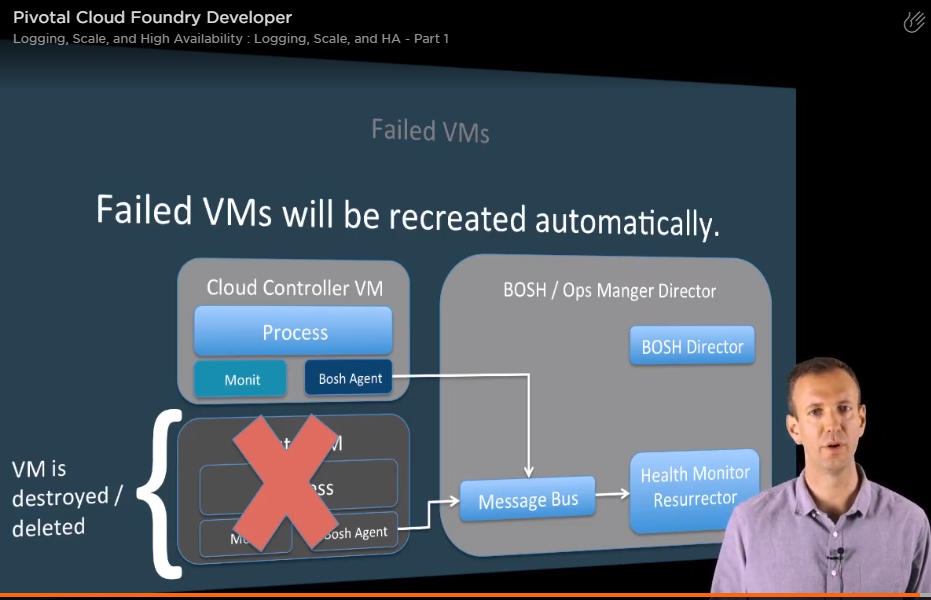 Pivotal Cloud Foundry Developer
Logging, Scale, and High Availability : Logging, Scale, and HA - Part 1
Failed VMs
Failed VMs will be recreated automatically.
Cloud Controller VM
BOSH / Ops Manger Director
Process
BOSH Director
Monit
Bosh Agent
VM is
destroyed /
deleted
Health Monitor
Resurrector
Message Bus
Bosh Agent